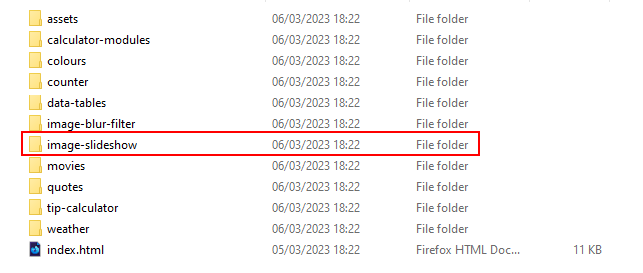 assets 06/03/2023 18:22 File folder
calculator-modules 06/03/2023 18:22 File folder
colours 06/03/2023 18:22 File folder
counter 06/03/2023 18:22 File folder
data-tables 06/03/2023 18:22 File folder
image-blur-filter 06/03/2023 18:22 File folder
image-slideshow 06/03/2023 18:22 File folder
movies 06/03/2023 18:22 File folder
quotes 06/03/2023 18:22 File folder
tip-calculator 06/03/2023 18:22 File folder
weather 06/03/2023 18:22 File folder
index.html 05/03/2023 18:22 Firefox HTML Doc... 11 KB